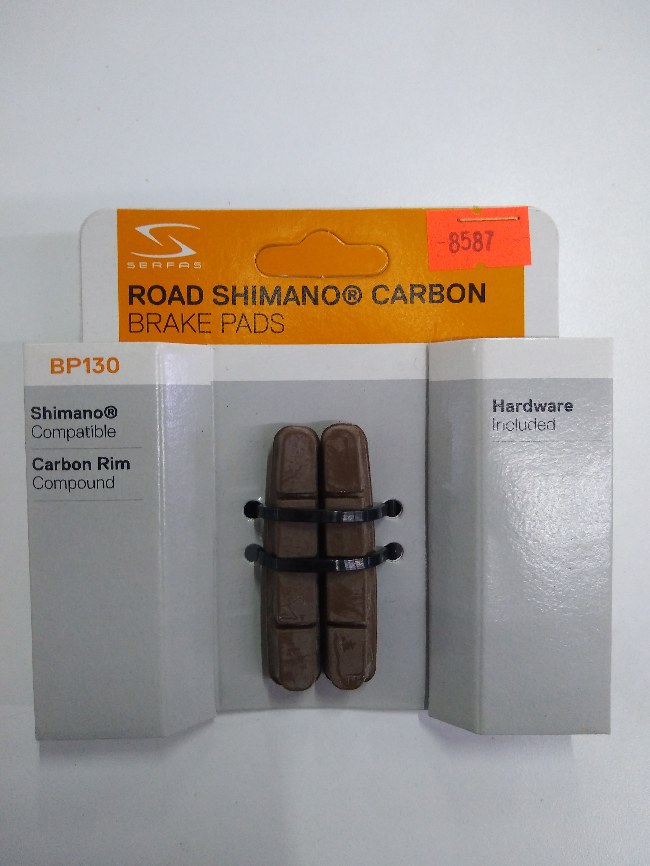 SERFAS
8587
ROAD SHIMANO® CARBON
BRAKE PADS
BP130
Shimano®
Compatible
Carbon Rim
Compound
Hardware
Included